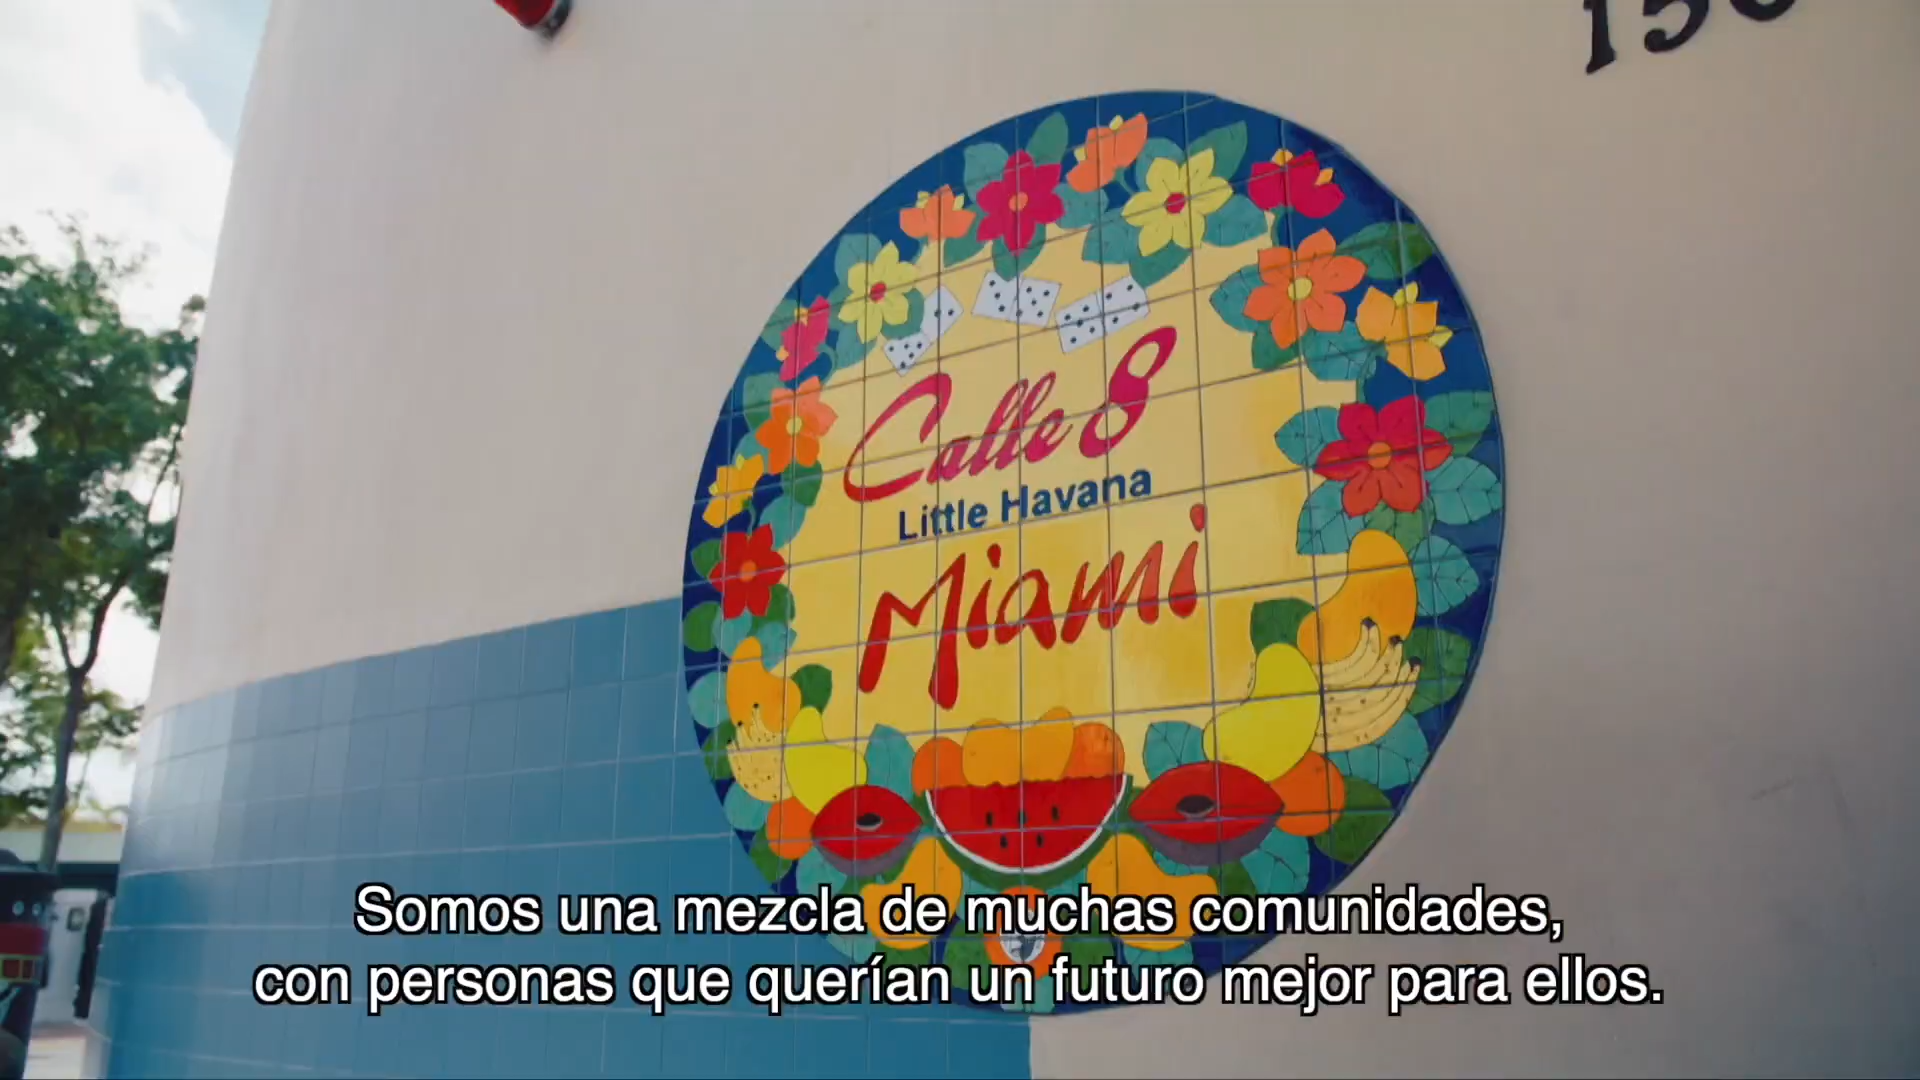 Calle 8
Little Havana
Miami
Somos una mezcla de muchas comunidades,
con personas que querían un futuro mejor para ellos.